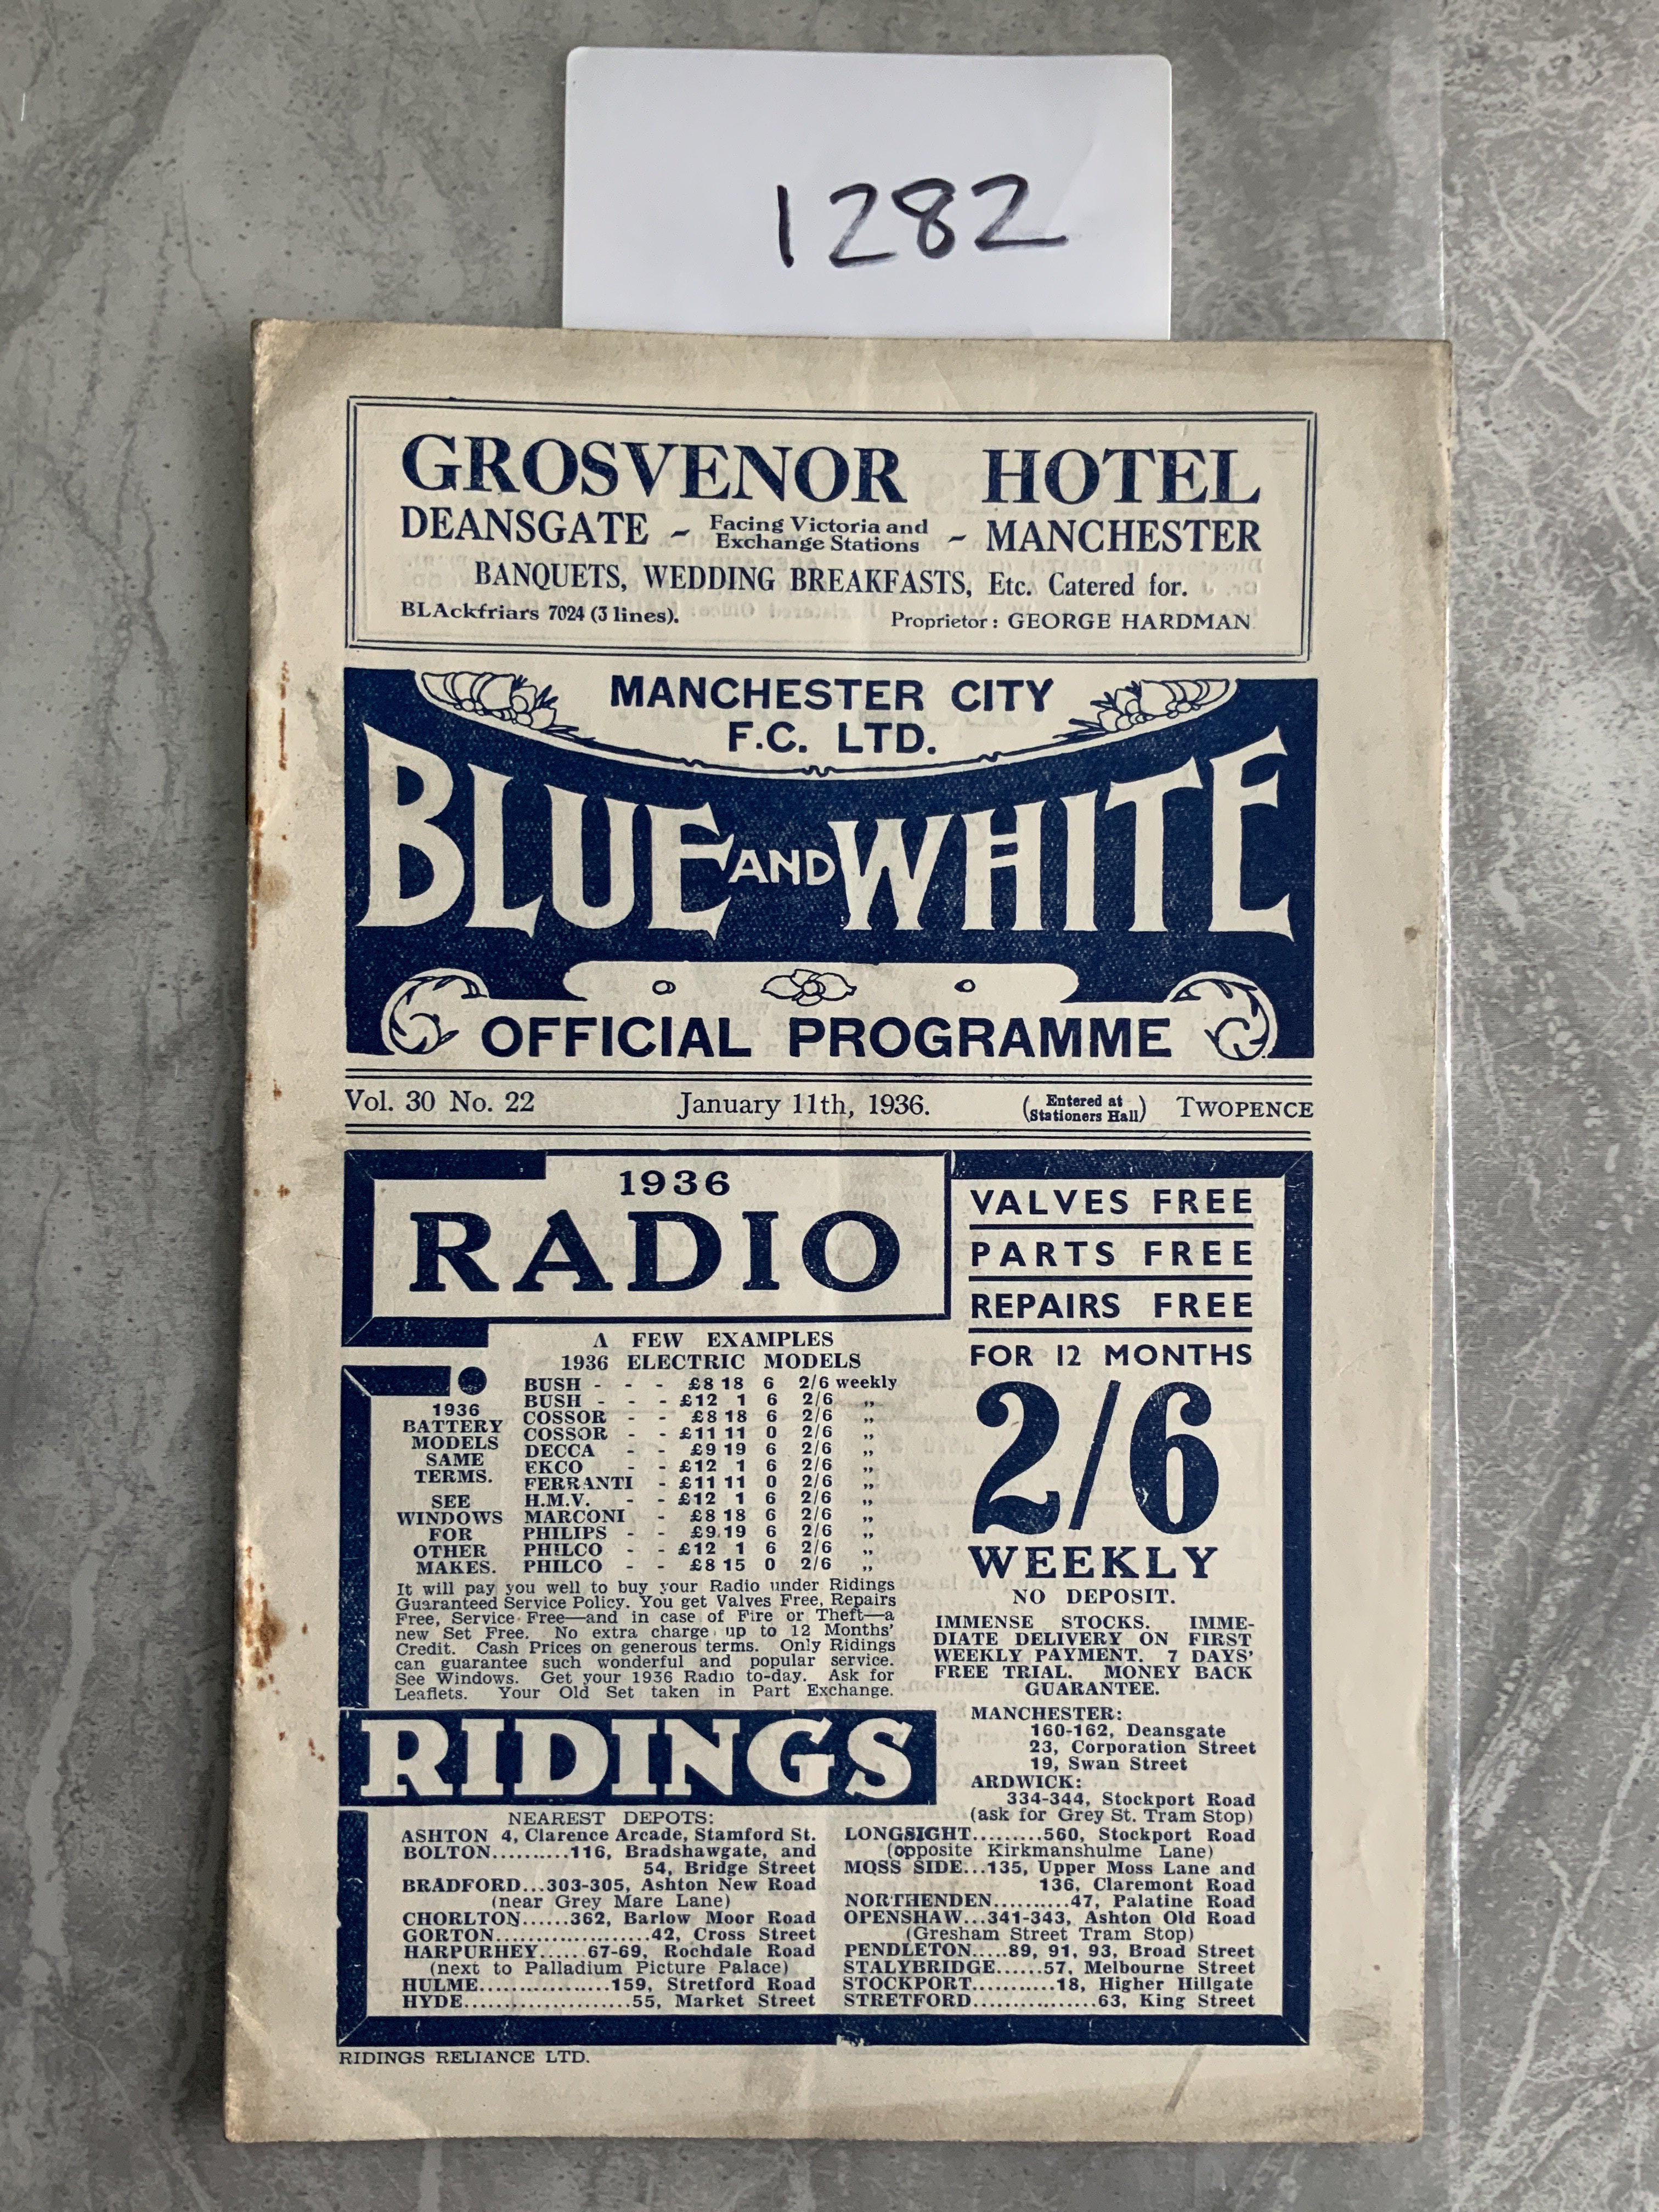 1282
GROSVENOR HOTEL
DEANSGATE - Facing Victoria and Exchange Stations - MANCHESTER
BANQUETS, WEDDING BREAKFASTS, Etc. Catered for.
BLAckfriars 7024 (3 lines). Proprietor: GEORGE HARDMAN
MANCHESTER CITY
F.C. LTD.
BLUE AND WHITE
OFFICIAL PROGRAMME
Vol. 30 No. 22 January 11th, 1936. (Entered at Stationers Hall) TWOPENCE
1936
RADIO
A FEW EXAMPLES
1936 ELECTRIC MODELS
BUSH - - - £8 18 6 2/6 weekly
BUSH - - - £12 1 6 2/6 ,,
COSSOR - - £8 18 6 2/6 ,,
COSSOR - - £11 11 0 2/6 ,,
DECCA - - £9 19 6 2/6 ,,
EKCO - - £12 1 6 2/6 ,,
FERRANTI - £11 11 0 2/6 ,,
H.M.V. - - £12 1 6 2/6 ,,
MARCONI - £8 18 6 2/6 ,,
PHILIPS - - £9 19 6 2/6 ,,
PHILCO - - £12 1 6 2/6 ,,
PHILCO - - £8 15 0 2/6 ,,
1936
BATTERY
MODELS
SAME
TERMS.
SEE
WINDOWS
FOR
OTHER
MAKES.
It will pay you well to buy your Radio under Ridings
Guaranteed Service Policy. You get Valves Free, Repairs
Free, Service Free—and in case of Fire or Theft—a
new Set Free. No extra charge up to 12 Months'
Credit. Cash Prices on generous terms. Only Ridings
can guarantee such wonderful and popular service.
See Windows. Get your 1936 Radio to-day. Ask for
Leaflets. Your Old Set taken in Part Exchange.
VALVES FREE
PARTS FREE
REPAIRS FREE
FOR 12 MONTHS
2/6
WEEKLY
NO DEPOSIT.
IMMENSE STOCKS. IMME-
DIATE DELIVERY ON FIRST
WEEKLY PAYMENT. 7 DAYS'
FREE TRIAL. MONEY BACK
GUARANTEE.
RIDINGS
MANCHESTER:
160-162, Deansgate
23, Corporation Street
19, Swan Street
ARDWICK:
334-344, Stockport Road
(ask for Grey St. Tram Stop)
NEAREST DEPOTS:
ASHTON 4, Clarence Arcade, Stamford St.
BOLTON..........116, Bradshawgate, and
54, Bridge Street
BRADFORD...303-305, Ashton New Road
(near Grey Mare Lane)
CHORLTON......362, Barlow Moor Road
GORTON....................42, Cross Street
HARPURHEY......67-69, Rochdale Road
(next to Palladium Picture Palace)
HULME.................159, Stretford Road
HYDE.....................55, Market Street
LONGSIGHT.........560, Stockport Road
(opposite Kirkmanshulme Lane)
MOSS SIDE...135, Upper Moss Lane and
136, Claremont Road
NORTHENDEN..........47, Palatine Road
OPENSHAW...341-343, Ashton Old Road
(Gresham Street Tram Stop)
PENDLETON.....89, 91, 93, Broad Street
STALYBRIDGE......57, Melbourne Street
STOCKPORT...........18, Higher Hillgate
STRETFORD...............63, King Street
RIDINGS RELIANCE LTD.